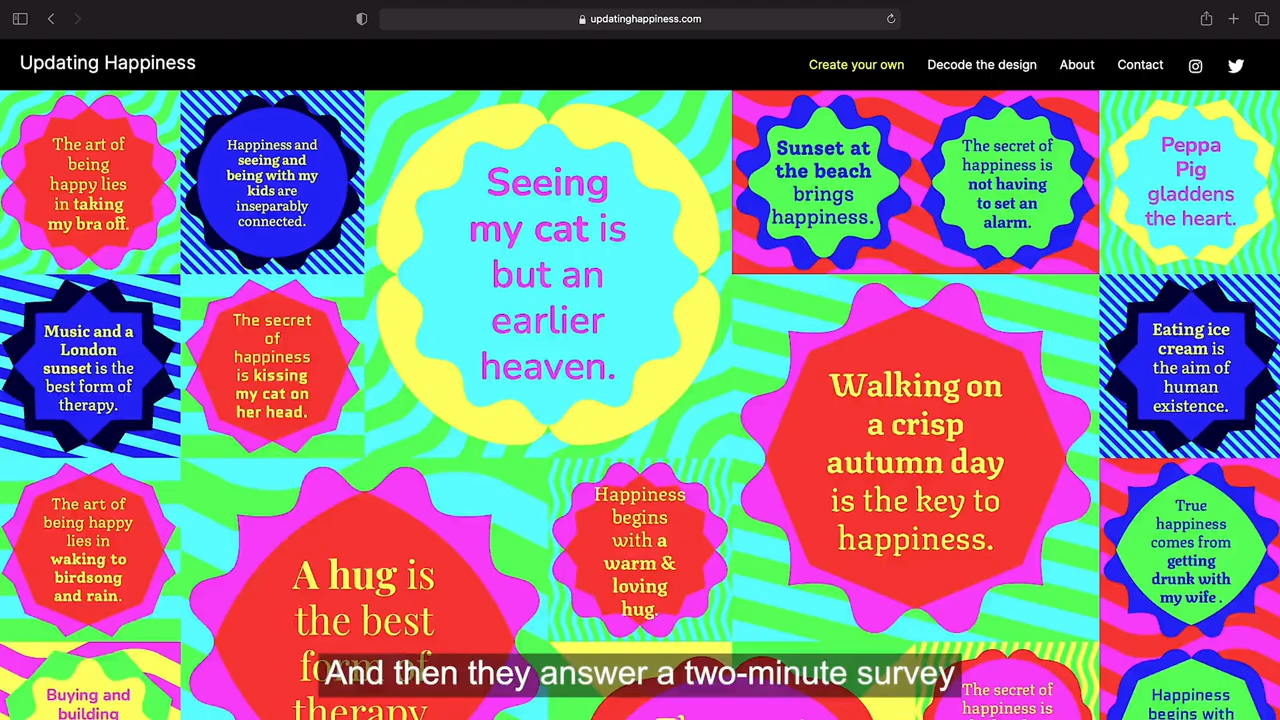 updatinghappiness.com
Updating Happiness
Create your own
Decode the design
About
Contact
The art of
being
happy lies
in taking
my bra off.
Happiness and
seeing and
being with my
kids are
inseparably
connected.
Seeing
my cat is
but an
earlier
heaven.
Sunset at
the beach
brings
happiness.
The secret of
happiness is
not having
to set an
alarm.
Peppa
Pig
gladdens
the heart.
Music and a
London
sunset is the
best form of
therapy.
The secret
of
happiness
is kissing
my cat on
her head.
Walking on
a crisp
autumn day
is the key to
happiness.
Eating ice
cream is
the aim of
human
existence.
The art of
being happy
lies in
waking to
birdsong
and rain.
A hug is
the best
form of
therapy.
Happiness
begins
with a
warm &
loving
hug.
True
happiness
comes from
getting
drunk with
my wife .
Buying and
building
The secret of
happiness is
Happiness
begins with
And then they answer a two-minute survey